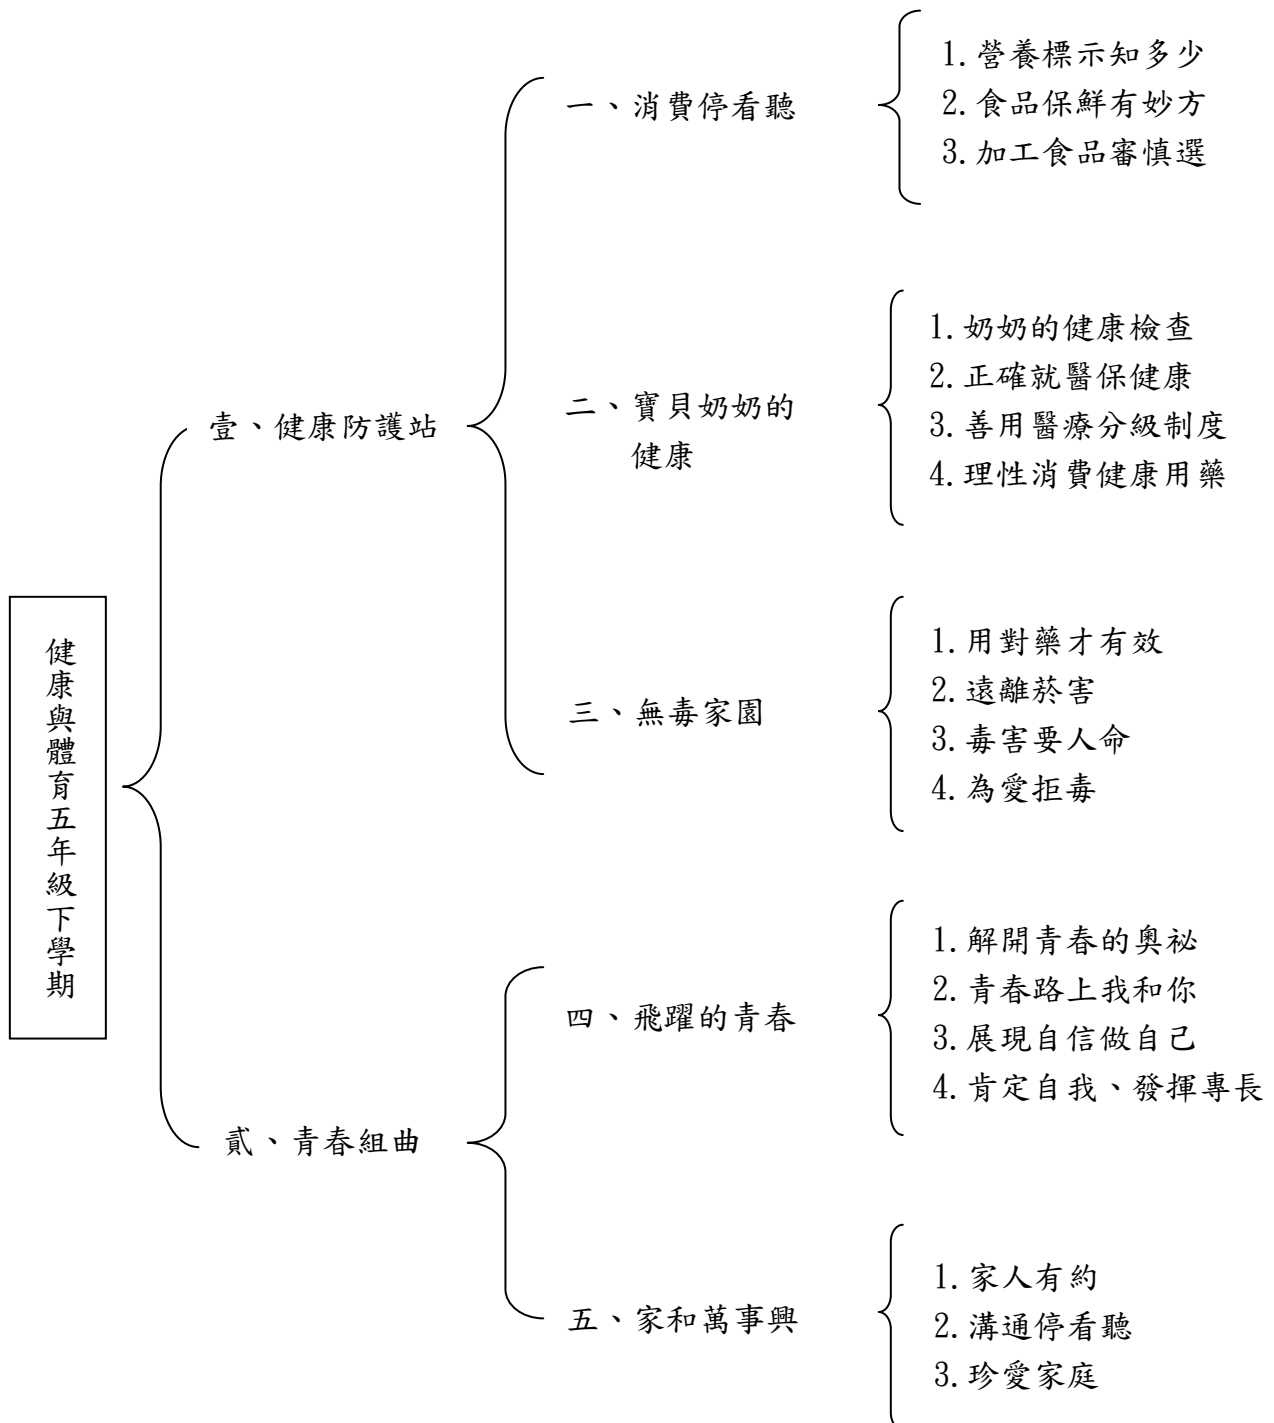 健康與體育五年級下學期
壹、健康防護站
一、消費停看聽
1.營養標示知多少
2.食品保鮮有妙方
3.加工食品審慎選
二、寶貝奶奶的
健康
1.奶奶的健康檢查
2.正確就醫保健康
3.善用醫療分級制度
4.理性消費健康用藥
三、無毒家園
1.用對藥才有效
2.遠離菸害
3.毒害要人命
4.為愛拒毒
貳、青春組曲
四、飛躍的青春
1.解開青春的奧祕
2.青春路上我和你
3.展現自信做自己
4.肯定自我、發揮專長
五、家和萬事興
1.家人有約
2.溝通停看聽
3.珍愛家庭